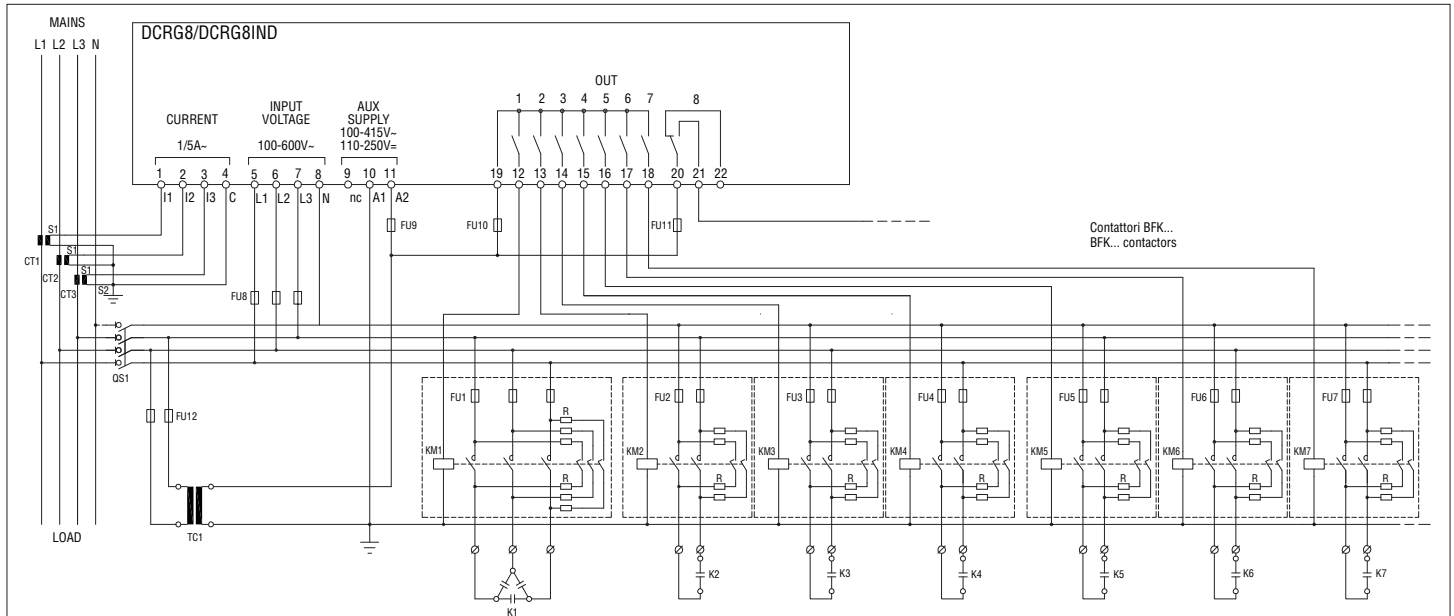 MAINS
L1 L2 L3 N
DCRG8/DCRG8IND
OUT
1 2 3 4 5 6 7 8
CURRENT
1/5A~
INPUT
VOLTAGE
100-600V~
AUX
SUPPLY
100-415V~
110-250V=
1 2 3 4 5 6 7 8 9 10 11 19 12 13 14 15 16 17 18 20 21 22
I1 I2 I3 C L1 L2 L3 N nc A1 A2
FU9 FU10 FU11
Contattori BFK...
BFK... contactors
S1
CT1
S1
CT2
S1
CT3 S2
FU8
QS1
FU12
FU1 FU2 FU3 FU4 FU5 FU6 FU7
R
KM1 KM2 KM3 KM4 KM5 KM6 KM7
R R R R R R R
LOAD
TC1
K1 K2 K3 K4 K5 K6 K7